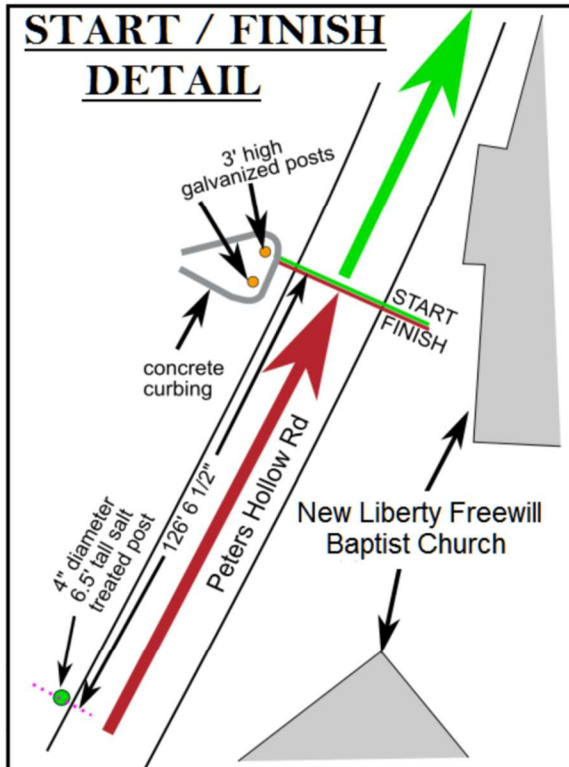 START / FINISH
DETAIL
3' high
galvanized posts
START
FINISH
concrete
curbing
126' 6 1/2"
Peters Hollow Rd
New Liberty Freewill
Baptist Church
4" diameter
6.5' tall salt
treated post